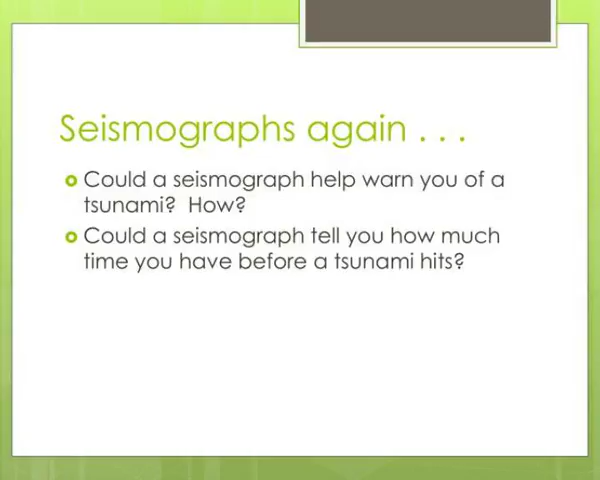 Seismographs again . . .
Could a seismograph help warn you of a
tsunami?  How?
Could a seismograph tell you how much
time you have before a tsunami hits?